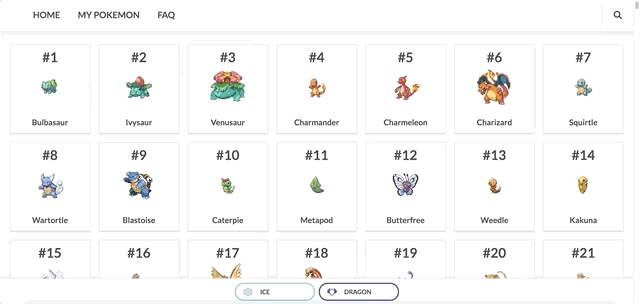 HOME MY POKEMON FAQ
#1 #2 #3 #4 #5 #6 #7
Bulbasaur Ivysaur Venusaur Charmander Charmeleon Charizard Squirtle
#8 #9 #10 #11 #12 #13 #14
Wartortle Blastoise Caterpie Metapod Butterfree Weedle Kakuna
#15 #16 #17 #18 #19 #20 #21
ICE DRAGON